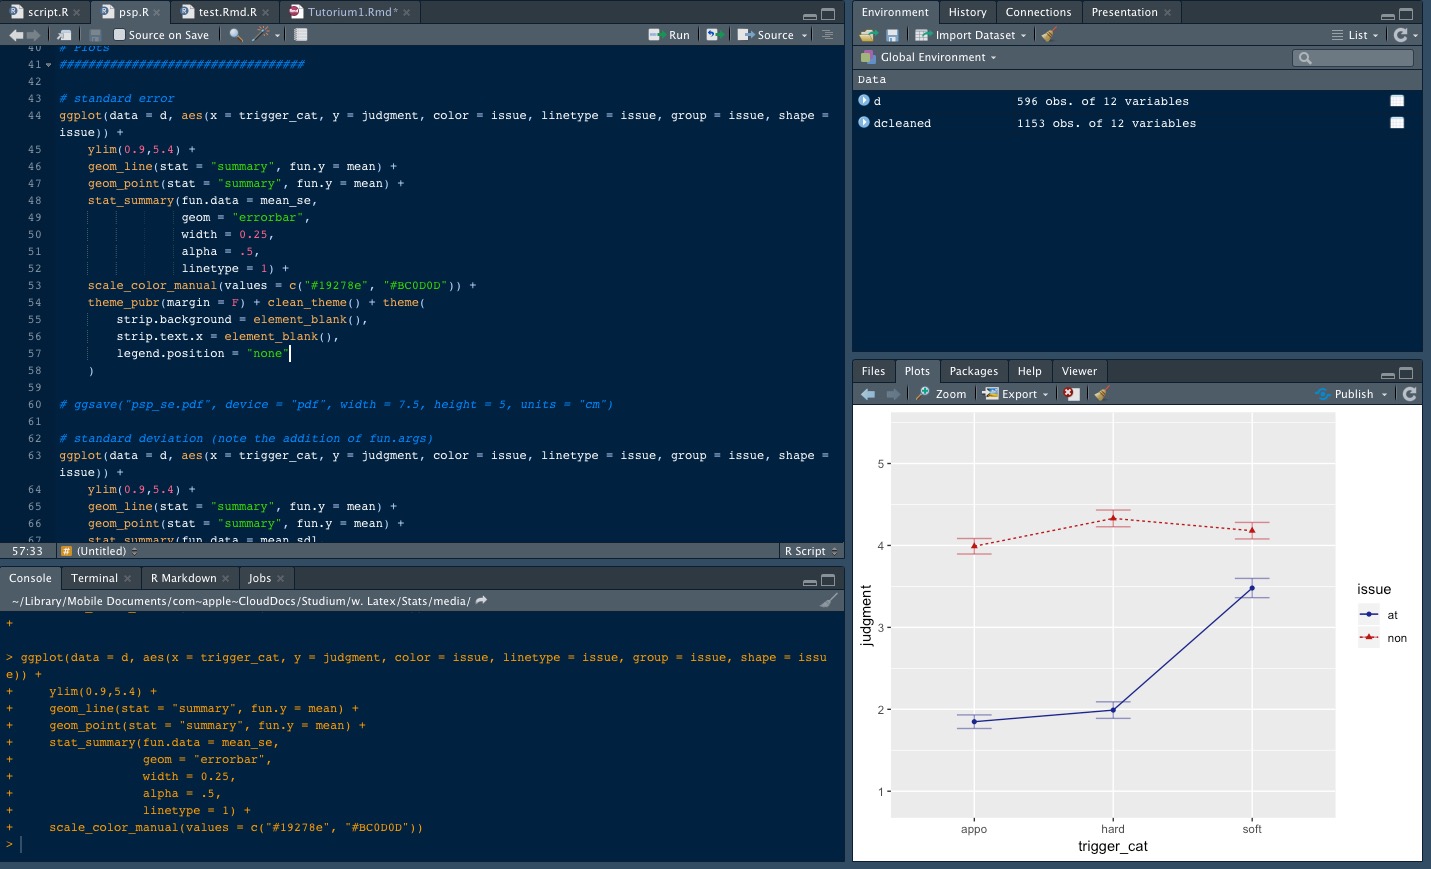 script.R × psp.R × test.Rmd.R × Tutorium1.Rmd* ×
Source on Save Run Source
40 # Plots
41 ##################################
42
43 # standard error
44 ggplot(data = d, aes(x = trigger_cat, y = judgment, color = issue, linetype = issue, group = issue, shape =
issue)) +
45 ylim(0.9,5.4) +
46 geom_line(stat = "summary", fun.y = mean) +
47 geom_point(stat = "summary", fun.y = mean) +
48 stat_summary(fun.data = mean_se,
49 geom = "errorbar",
50 width = 0.25,
51 alpha = .5,
52 linetype = 1) +
53 scale_color_manual(values = c("#19278e", "#BC0D0D")) +
54 theme_pubr(margin = F) + clean_theme() + theme(
55 strip.background = element_blank(),
56 strip.text.x = element_blank(),
57 legend.position = "none"
58 )
59
60 # ggsave("psp_se.pdf", device = "pdf", width = 7.5, height = 5, units = "cm")
61
62 # standard deviation (note the addition of fun.args)
63 ggplot(data = d, aes(x = trigger_cat, y = judgment, color = issue, linetype = issue, group = issue, shape =
issue)) +
64 ylim(0.9,5.4) +
65 geom_line(stat = "summary", fun.y = mean) +
66 geom_point(stat = "summary", fun.y = mean) +
67 stat_summary(fun.data = mean_sdl,
57:33 # (Untitled) R Script
Console Terminal × R Markdown × Jobs ×
~/Library/Mobile Documents/com~apple~CloudDocs/Studium/w. Latex/Stats/media/
+
> ggplot(data = d, aes(x = trigger_cat, y = judgment, color = issue, linetype = issue, group = issue, shape = issu
e)) +
+ ylim(0.9,5.4) +
+ geom_line(stat = "summary", fun.y = mean) +
+ geom_point(stat = "summary", fun.y = mean) +
+ stat_summary(fun.data = mean_se,
+ geom = "errorbar",
+ width = 0.25,
+ alpha = .5,
+ linetype = 1) +
+ scale_color_manual(values = c("#19278e", "#BC0D0D"))
>
Environment History Connections Presentation ×
Import Dataset List
Global Environment
Data
d 596 obs. of 12 variables
dcleaned 1153 obs. of 12 variables
Files Plots Packages Help Viewer
Zoom Export Publish
5
4
3
2
1
judgment
appo hard soft
trigger_cat
issue
at
non